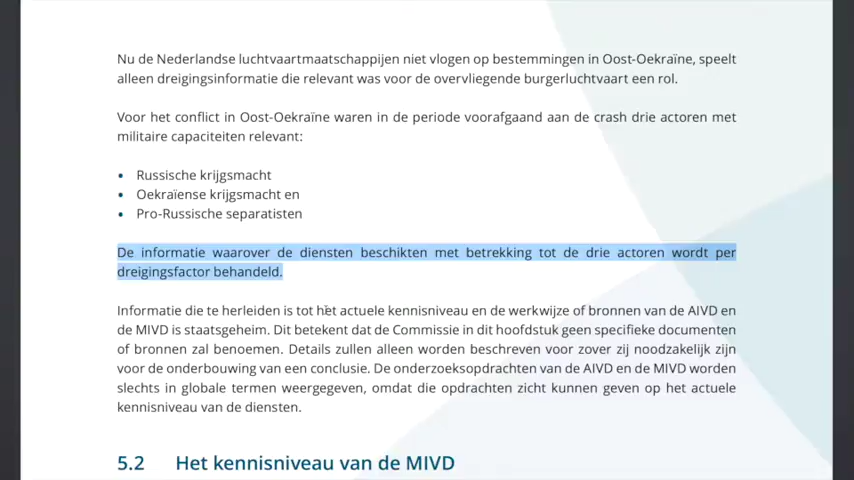 Nu de Nederlandse luchtvaartmaatschappijen niet vlogen op bestemmingen in Oost-Oekraïne, speelt
alleen dreigingsinformatie die relevant was voor de overvliegende burgerluchtvaart een rol.
Voor het conflict in Oost-Oekraïne waren in de periode voorafgaand aan de crash drie actoren met
militaire capaciteiten relevant:
• Russische krijgsmacht
• Oekraïense krijgsmacht en
• Pro-Russische separatisten
De informatie waarover de diensten beschikten met betrekking tot de drie actoren wordt per
dreigingsfactor behandeld.
Informatie die te herleiden is tot het actuele kennisniveau en de werkwijze of bronnen van de AIVD en
de MIVD is staatsgeheim. Dit betekent dat de Commissie in dit hoofdstuk geen specifieke documenten
of bronnen zal benoemen. Details zullen alleen worden beschreven voor zover zij noodzakelijk zijn
voor de onderbouwing van een conclusie. De onderzoeksopdrachten van de AIVD en de MIVD worden
slechts in globale termen weergegeven, omdat die opdrachten zicht kunnen geven op het actuele
kennisniveau van de diensten.
5.2 Het kennisniveau van de MIVD